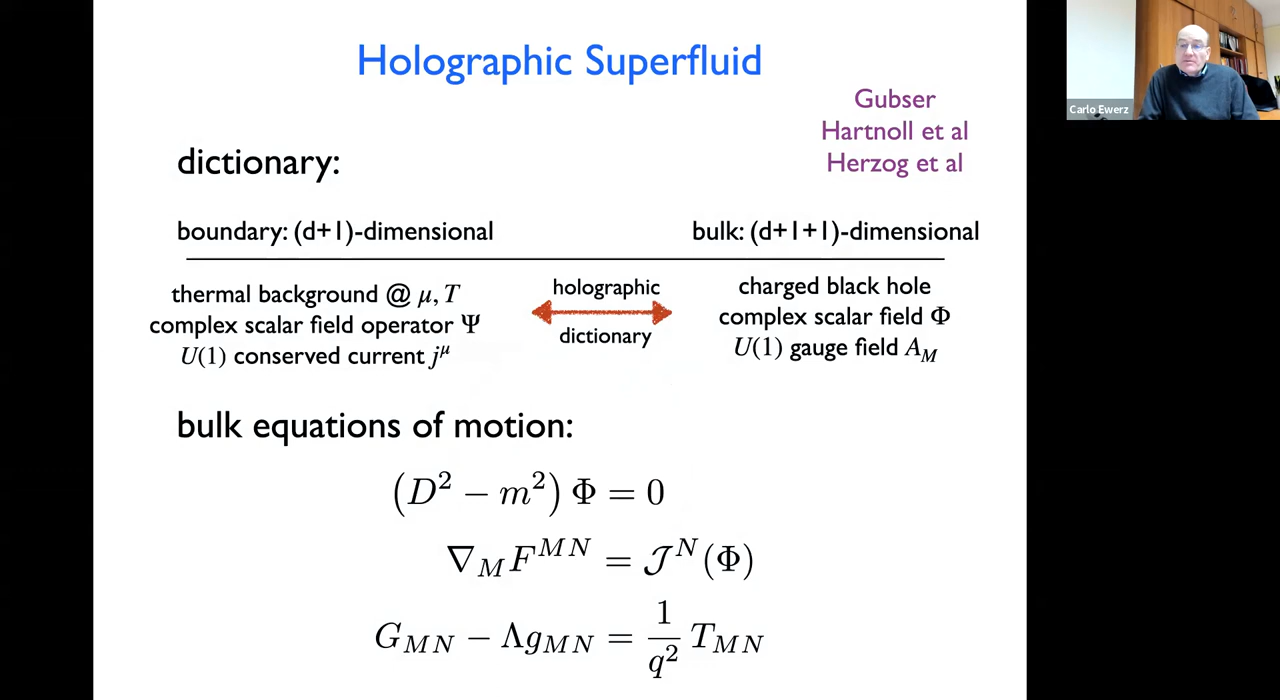 Holographic Superfluid
Gubser
Hartnoll et al
Herzog et al
Carlo Ewerz
dictionary:
boundary: (d+1)-dimensional
bulk: (d+1+1)-dimensional
thermal background @ μ, T
complex scalar field operator Ψ
U(1) conserved current j^μ
holographic
dictionary
charged black hole
complex scalar field Φ
U(1) gauge field A_M
bulk equations of motion:
(D² − m²) Φ = 0
∇_M F^{MN} = 𝒥^N(Φ)
G_{MN} − Λg_{MN} = 1/q² T_{MN}